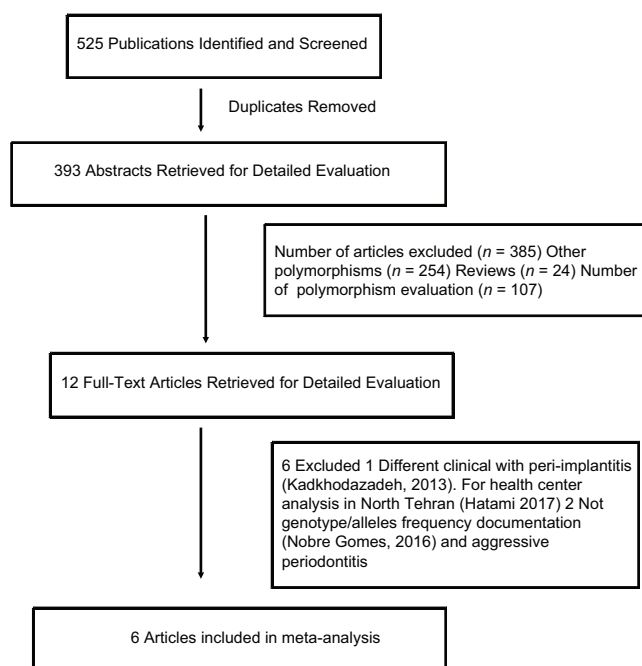 525 Publications Identified and Screened
Duplicates Removed
393 Abstracts Retrieved for Detailed Evaluation
Number of articles excluded (n = 385) Other
polymorphisms (n = 254) Reviews (n = 24) Number
of polymorphism evaluation (n = 107)
12 Full-Text Articles Retrieved for Detailed Evaluation
6 Excluded 1 Different clinical with peri-implantitis
(Kadkhodazadeh, 2013). For health center
analysis in North Tehran (Hatami 2017) 2 Not
genotype/alleles frequency documentation
(Nobre Gomes, 2016) and aggressive
periodontitis
6 Articles included in meta-analysis